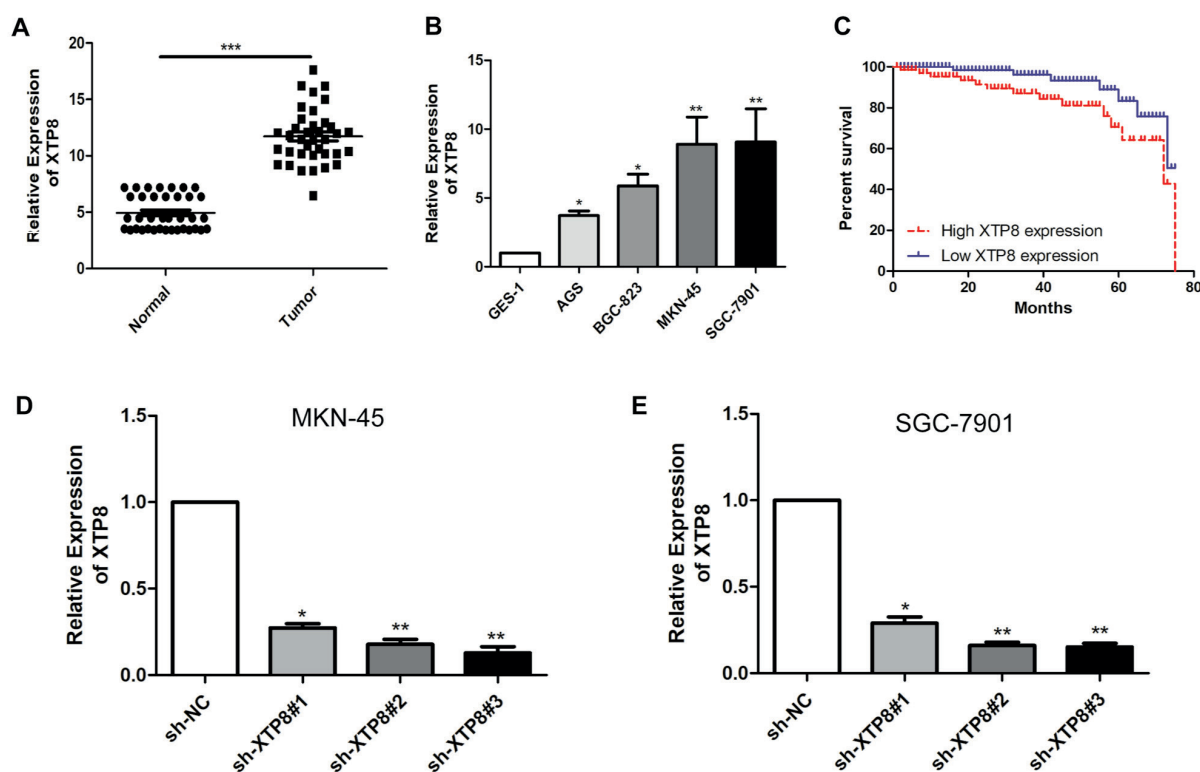 A
Relative Expression
of XTP8
20
15
10
5
0
***
Normal
Tumor
B
Relative Expression
of XTP8
15
10
5
0
*
*
**
**
GES-1
AGS
BGC-823
MKN-45
SGC-7901
C
Percent survival
100
80
60
40
20
0
High XTP8 expression
Low XTP8 expression
0
20
40
60
80
Months
D
MKN-45
Relative Expression
of XTP8
1.5
1.0
0.5
0.0
*
**
**
sh-NC
sh-XTP8#1
sh-XTP8#2
sh-XTP8#3
E
SGC-7901
Relative Expression
of XTP8
1.5
1.0
0.5
0.0
*
**
**
sh-NC
sh-XTP8#1
sh-XTP8#2
sh-XTP8#3